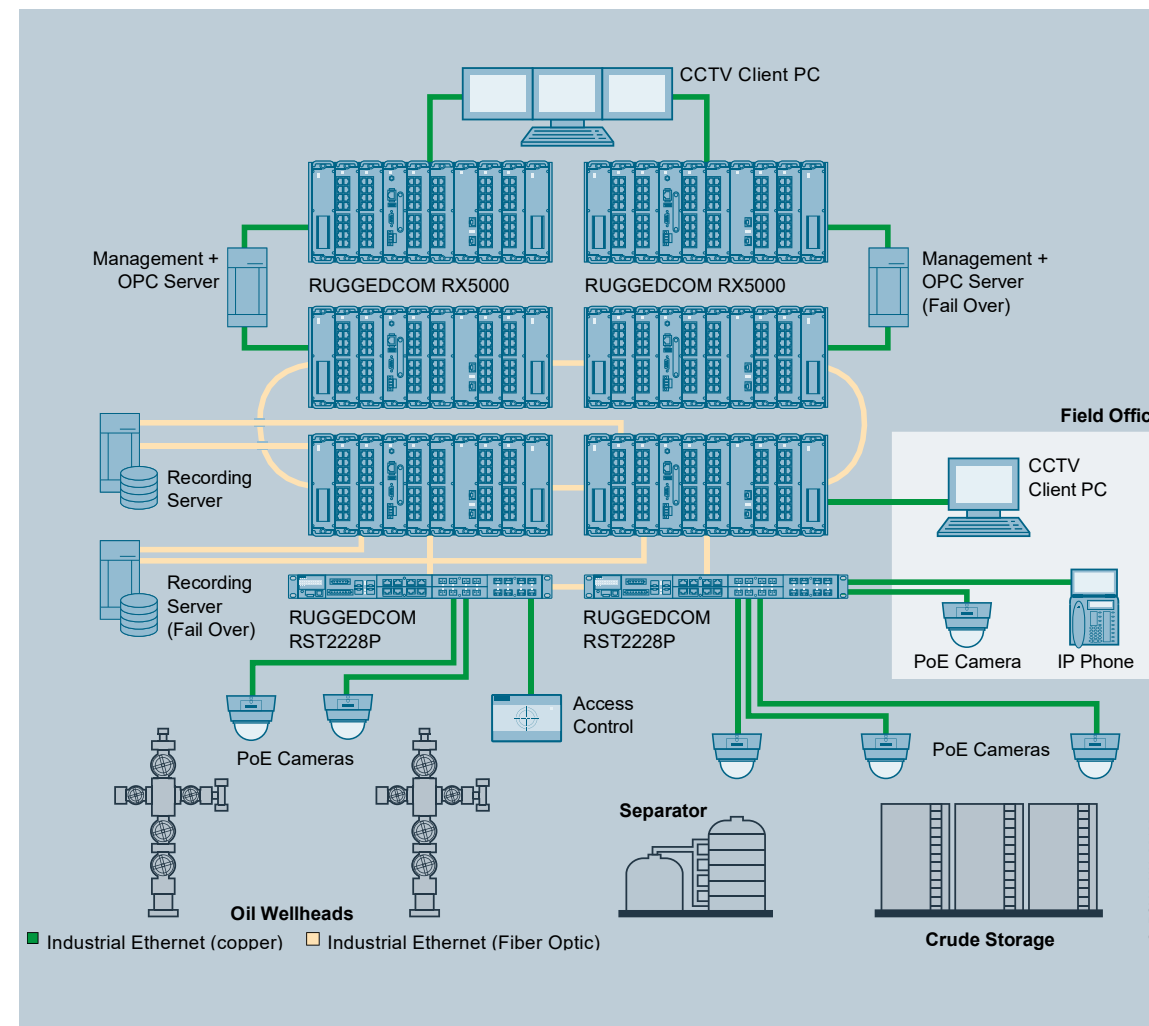 CCTV Client PC
Management +
OPC Server
RUGGEDCOM RX5000
RUGGEDCOM RX5000
Management +
OPC Server
(Fail Over)
Field Offic
Recording
Server
CCTV
Client PC
Recording
Server
(Fail Over)
RUGGEDCOM
RST2228P
RUGGEDCOM
RST2228P
PoE Camera
IP Phone
Access
Control
PoE Cameras
PoE Cameras
Separator
Oil Wellheads
Crude Storage
Industrial Ethernet (copper)
Industrial Ethernet (Fiber Optic)